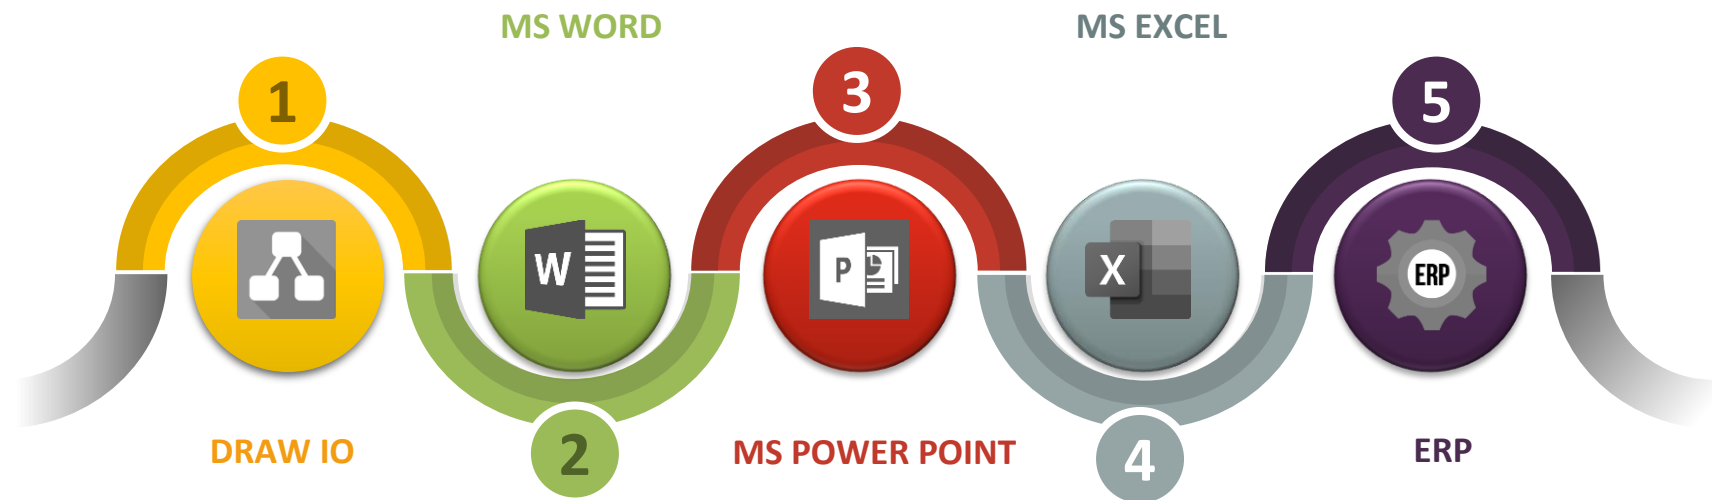 MS WORD
MS EXCEL
1
3
5
W
P
X
ERP
DRAW IO
2
MS POWER POINT
4
ERP